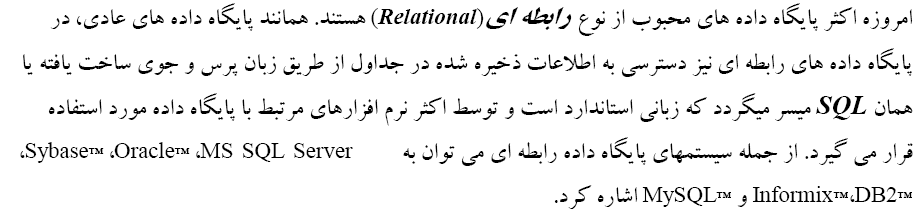 امروزه اکثر پایگاه داده های محبوب از نوع رابطه ای(Relational) هستند. همانند پایگاه داده های عادی، در
پایگاه داده های رابطه ای نیز دسترسی به اطلاعات ذخیره شده در جداول از طریق زبان پرس و جوی ساخت یافته یا
همان SQL میسر میگردد که زبانی استاندارد است و توسط اکثر نرم افزارهای مرتبط با پایگاه داده مورد استفاده
قرار می گیرد. از جمله سیستمهای پایگاه داده رابطه ای می توان به MS SQL Server، Oracle™، Sybase™،
DB2™،Informix™ و MySQL™ اشاره کرد.